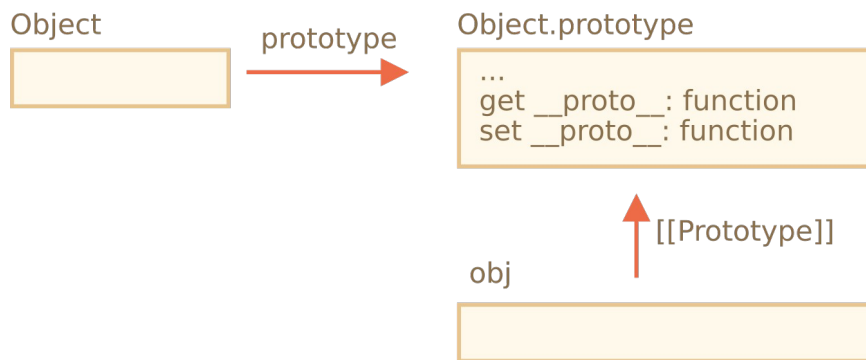 Object
prototype
Object.prototype
...
get __proto__: function
set __proto__: function
[[Prototype]]
obj